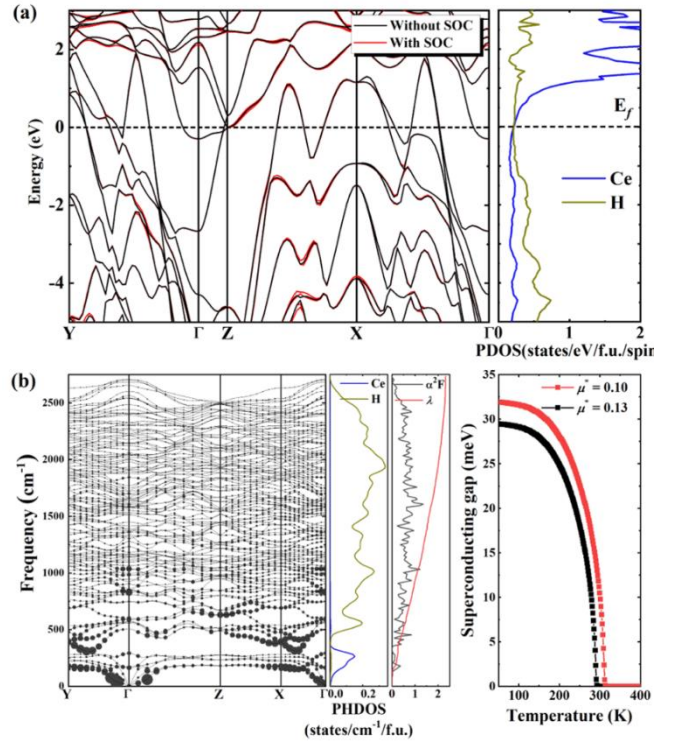 (a)
2
0
-2
-4
Energy (eV)
Without SOC
With SOC
E_f
Ce
H
Y Γ Z X Γ 0 1 2
PDOS(states/eV/f.u./spin
(b)
2500
2000
1500
1000
500
0
Frequency (cm⁻¹)
Y Γ Z X Γ
Ce
H
0.0 0.2
PHDOS
(states/cm⁻¹/f.u.)
α²F
λ
0 1 2
35
30
25
20
15
10
5
0
Superconducting gap (meV)
μ* = 0.10
μ* = 0.13
100 200 300 400
Temperature (K)